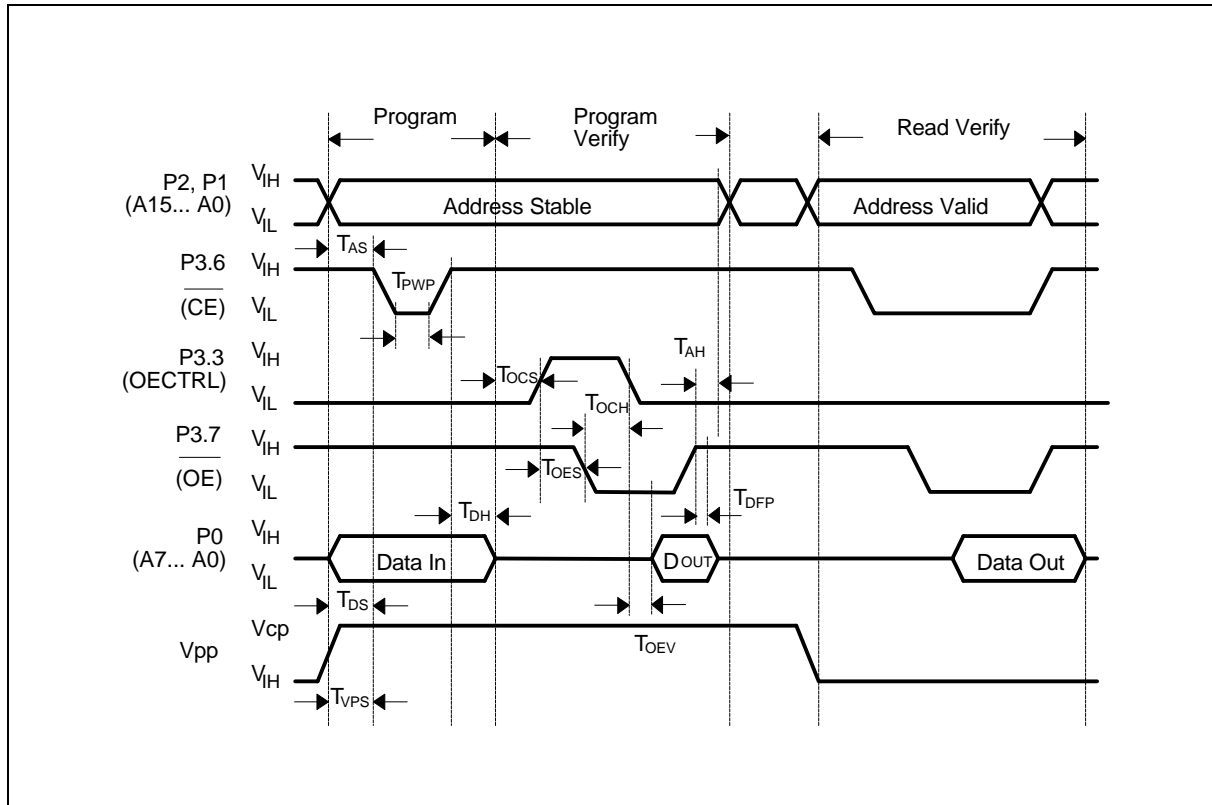 Program
Program
Verify
Read Verify
P2, P1
(A15... A0)
VIH
VIL
Address Stable
Address Valid
TAS
P3.6
(CE)
VIH
VIL
TPWP
P3.3
(OECTRL)
VIH
VIL
TOCS
TAH
TOCH
P3.7
(OE)
VIH
VIL
TOES
TDFP
TDH
P0
(A7... A0)
VIH
VIL
Data In
DOUT
Data Out
TDS
Vpp
Vcp
VIH
TOEV
TVPS